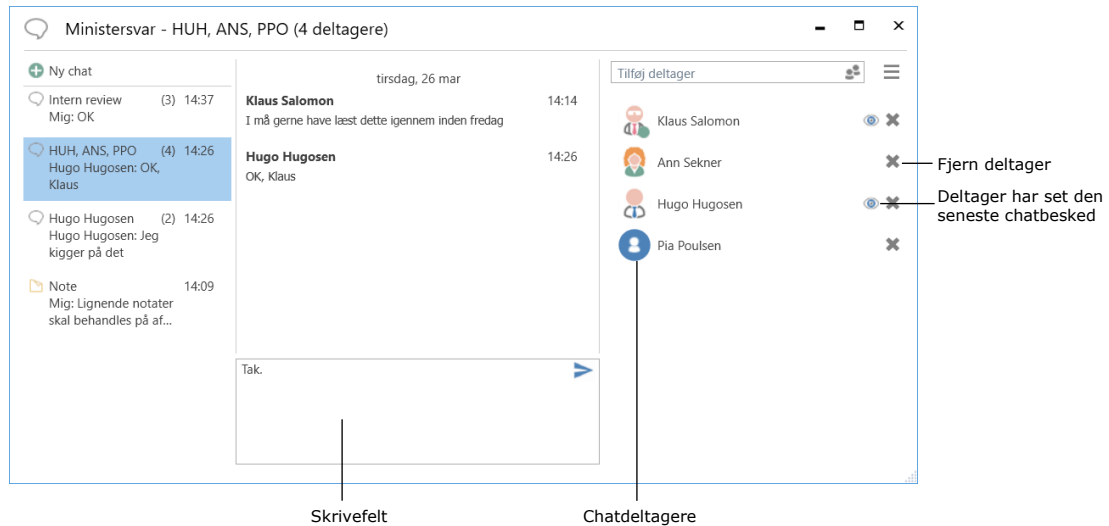 Ministersvar - HUH, ANS, PPO (4 deltagere)
Ny chat
Intern review (3) 14:37
Mig: OK
HUH, ANS, PPO (4) 14:26
Hugo Hugosen: OK,
Klaus
Hugo Hugosen (2) 14:26
Hugo Hugosen: Jeg
kigger på det
Note 14:09
Mig: Lignende notater
skal behandles på af...
tirsdag, 26 mar
Klaus Salomon 14:14
I må gerne have læst dette igennem inden fredag
Hugo Hugosen 14:26
OK, Klaus
Tak.
Tilføj deltager
Klaus Salomon
Ann Sekner
Hugo Hugosen
Pia Poulsen
Fjern deltager
Deltager har set den
seneste chatbesked
Skrivefelt
Chatdeltagere